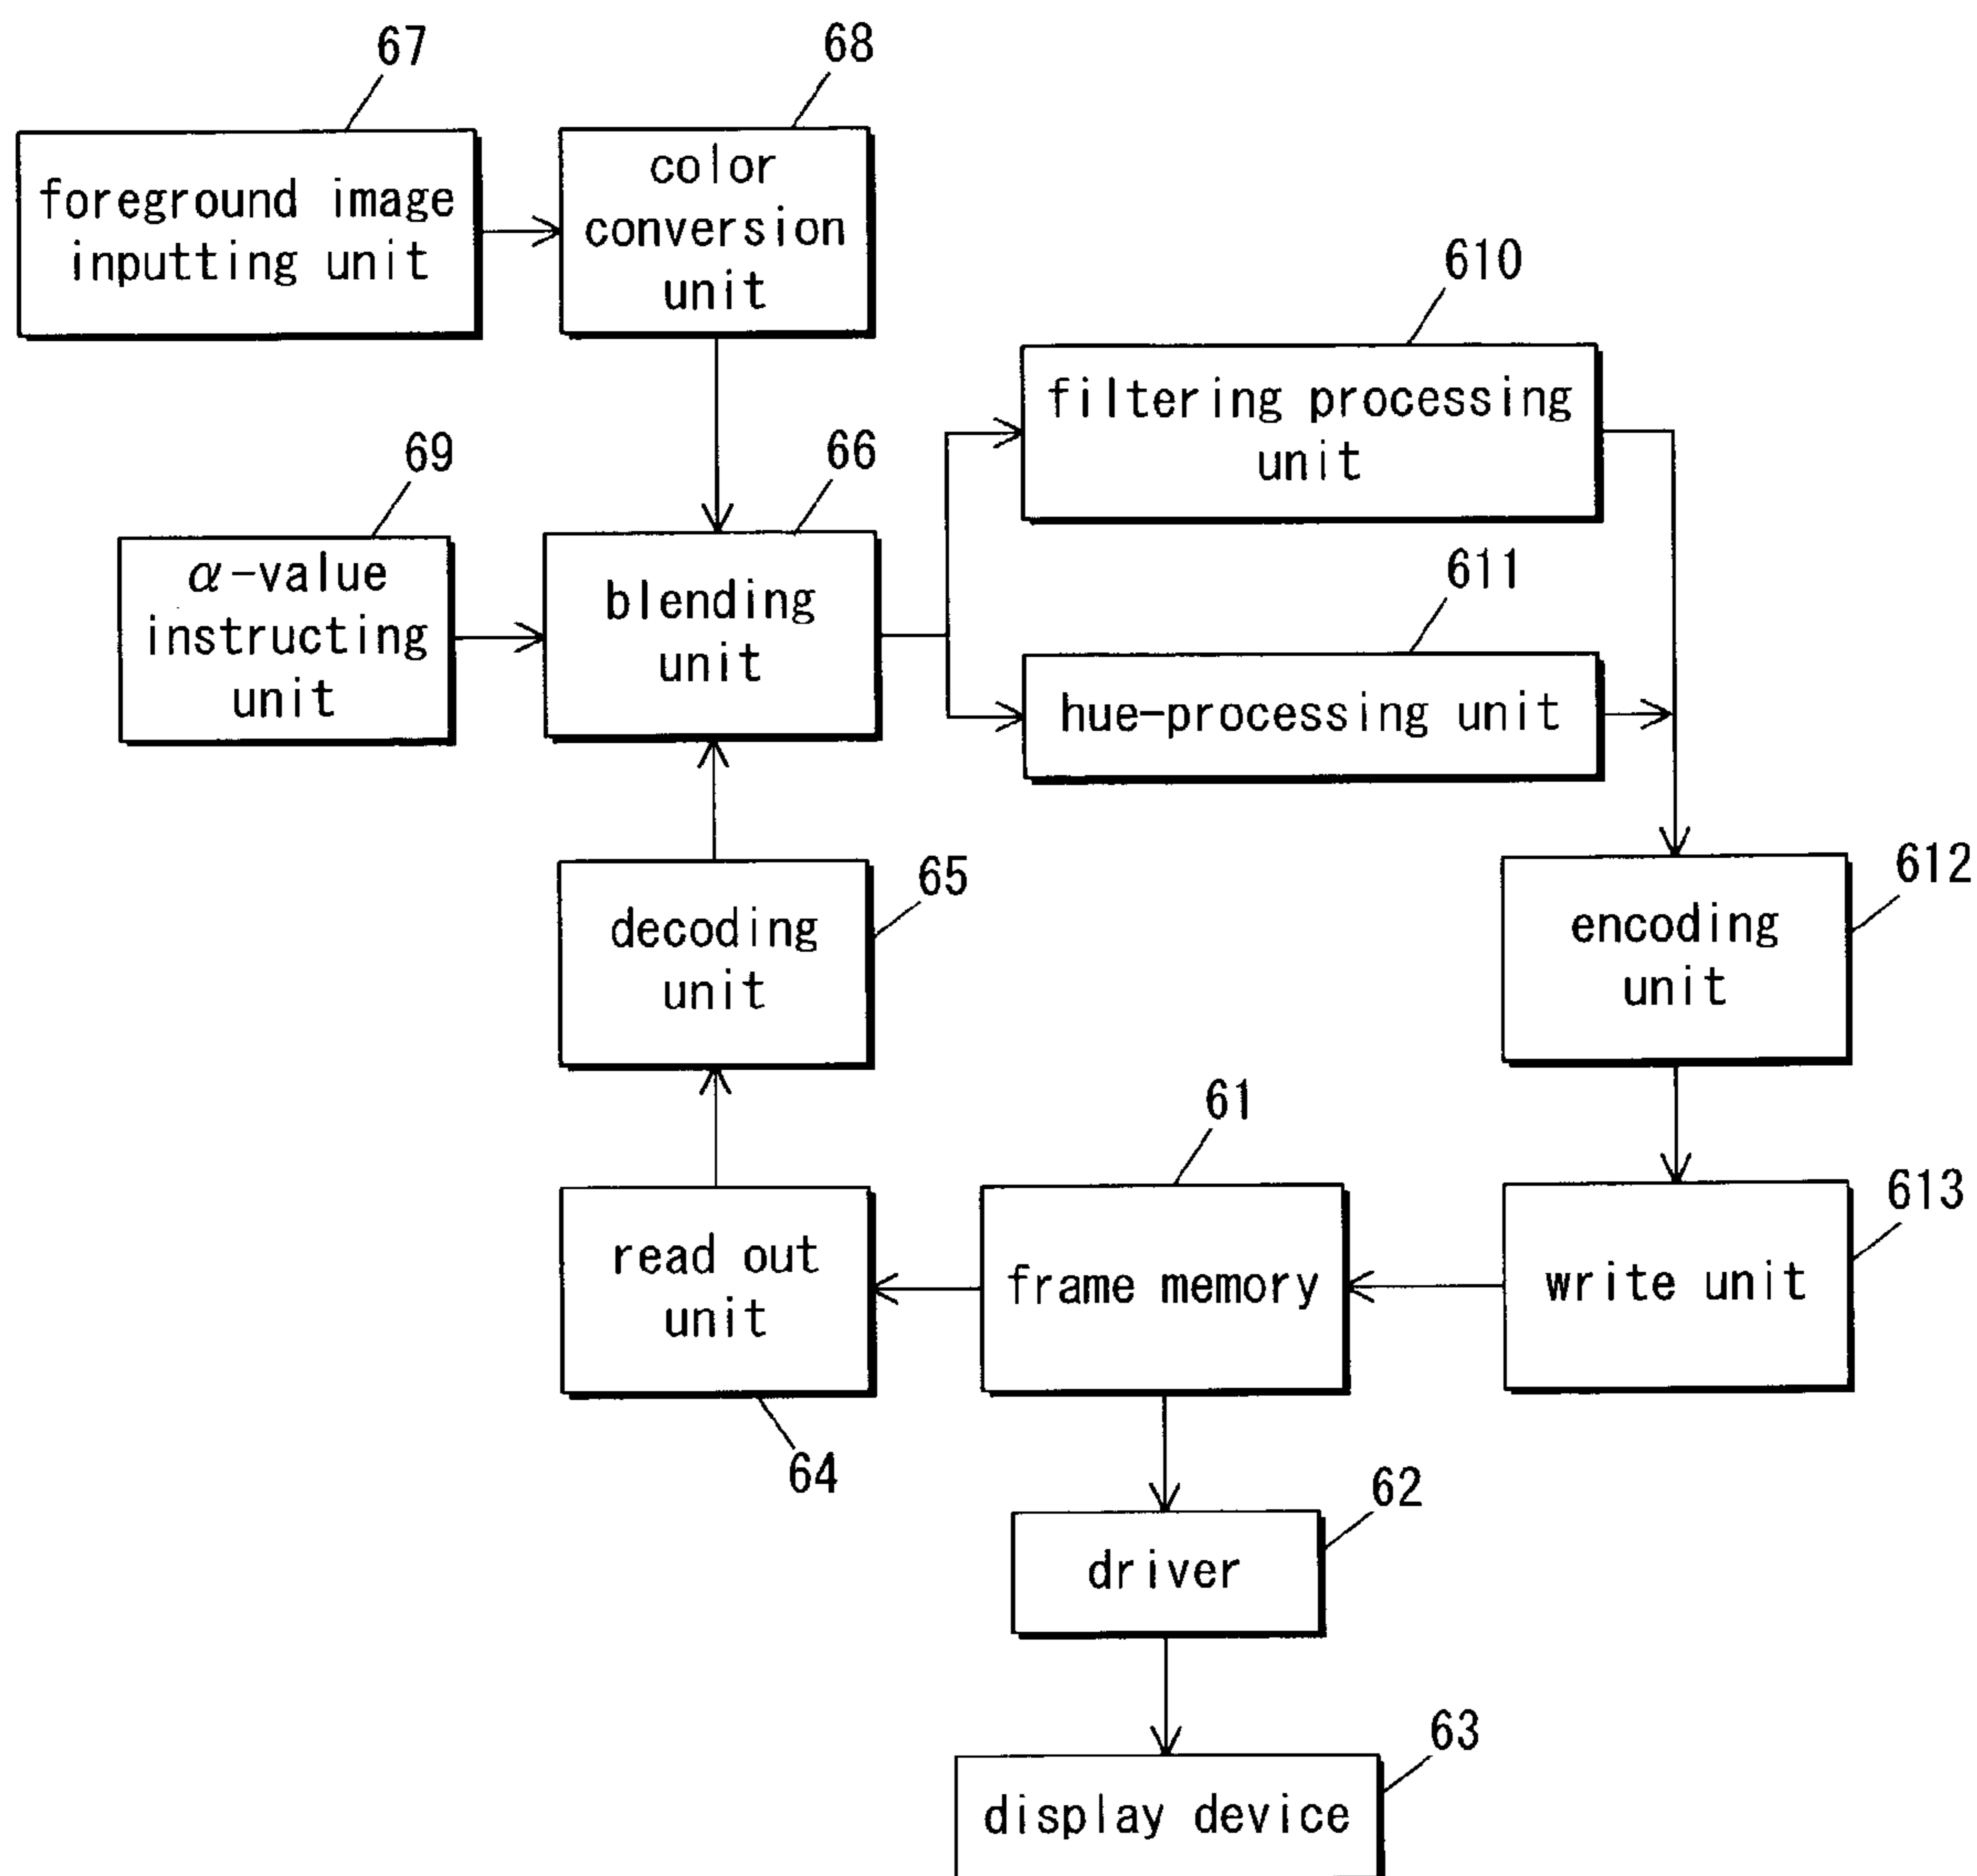 67
68
foreground image
inputting unit
color
conversion
unit
610
filtering processing
unit
69
66
α-value
instructing
unit
blending
unit
611
hue-processing unit
65
decoding
unit
612
encoding
unit
61
613
read out
unit
frame memory
write unit
64
62
driver
63
display device